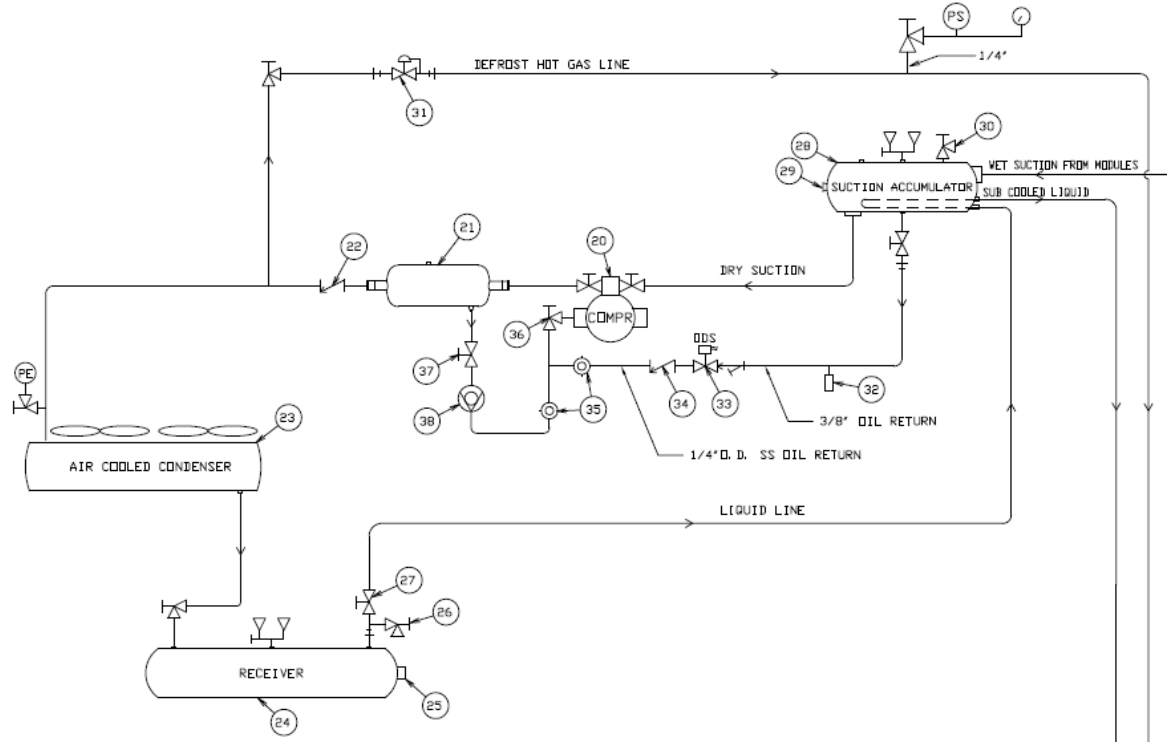 PS
1/4"
DEFROST HOT GAS LINE
31
30
28
WET SUCTION FROM MODULES
29
SUCTION ACCUMULATOR
SUB COOLED LIQUID
21
20
22
DRY SUCTION
COMPR
36
ODS
37
PE
35
34
33
32
38
3/8" OIL RETURN
23
1/4"O.D. SS OIL RETURN
AIR COOLED CONDENSER
LIQUID LINE
27
26
RECEIVER
25
24